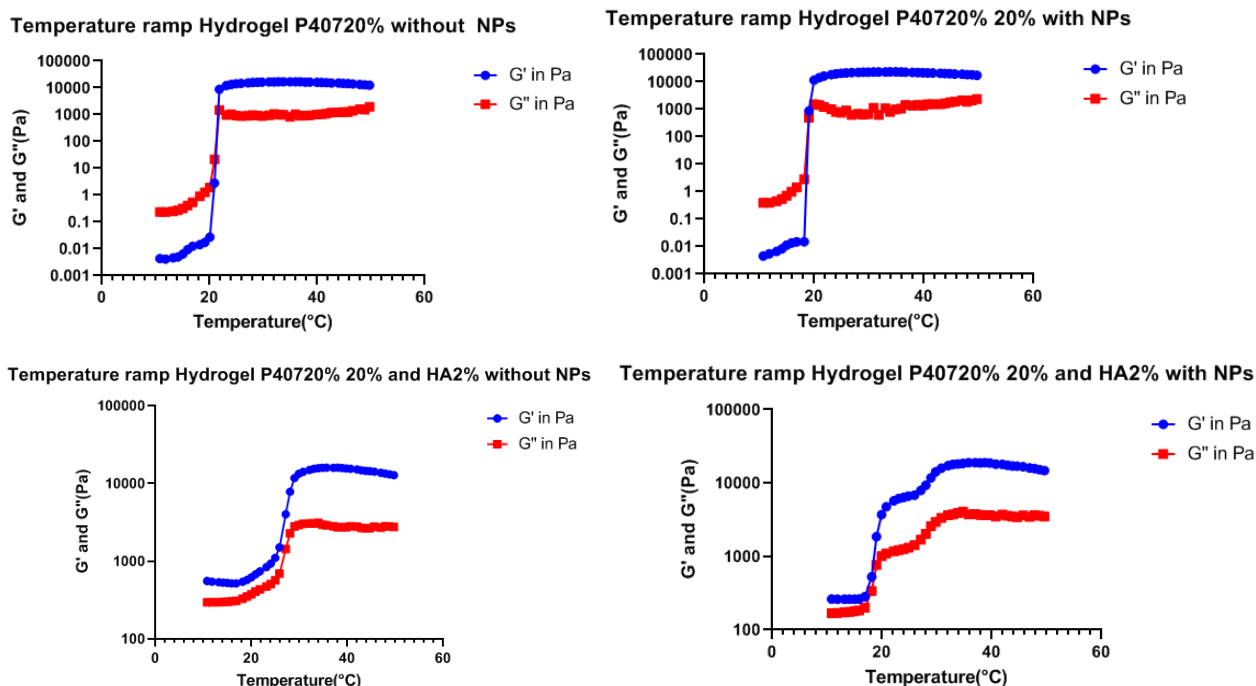 Temperature ramp Hydrogel P40720% without NPs
100000
10000
1000
100
10
1
0.1
0.01
0.001
G' and G"(Pa)
0
20
40
60
Temperature(°C)
G' in Pa
G" in Pa
Temperature ramp Hydrogel P40720% 20% with NPs
100000
10000
1000
100
10
1
0.1
0.01
0.001
G' and G"(Pa)
0
20
40
60
Temperature(°C)
G' in Pa
G" in Pa
Temperature ramp Hydrogel P40720% 20% and HA2% without NPs
100000
10000
1000
100
G' and G"(Pa)
0
20
40
60
Temperature(°C)
G' in Pa
G" in Pa
Temperature ramp Hydrogel P40720% 20% and HA2% with NPs
100000
10000
1000
100
G' and G"(Pa)
0
20
40
60
Temperature(°C)
G' in Pa
G" in Pa